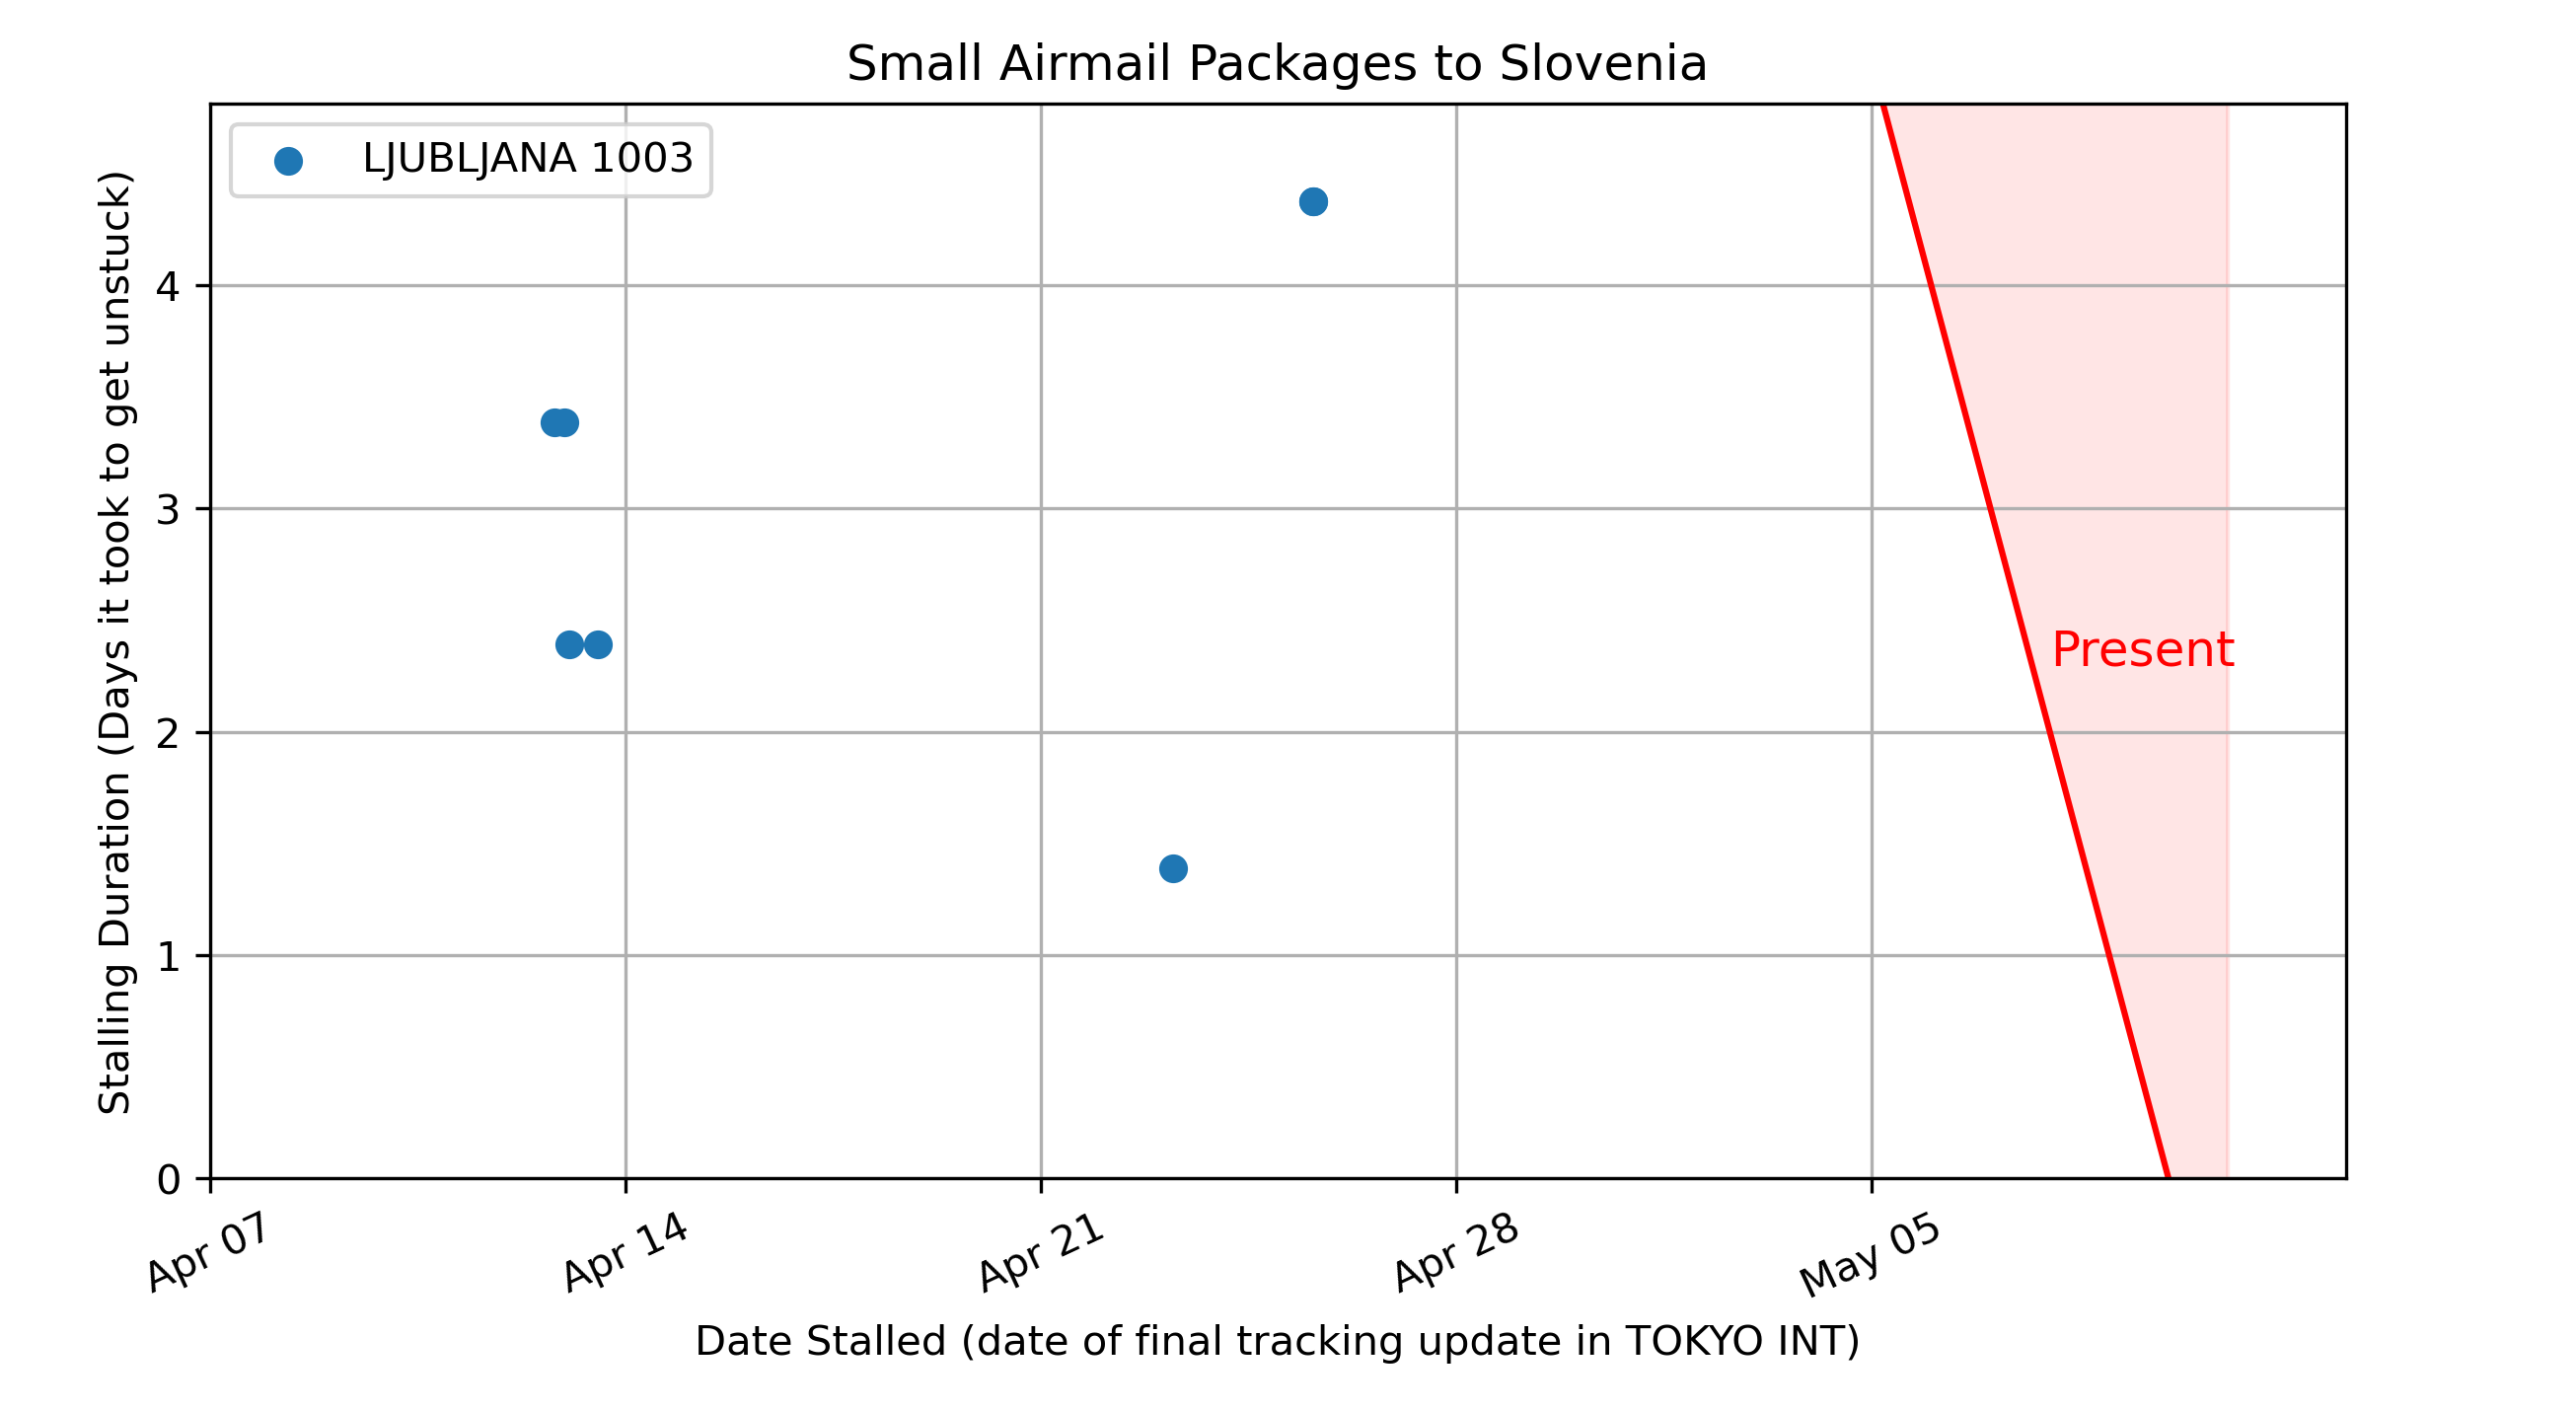 Small Airmail Packages to Slovenia
LJUBLJANA 1003
Stalling Duration (Days it took to get unstuck)
4
3
2
1
0
Present
Apr 07
Apr 14
Apr 21
Apr 28
May 05
Date Stalled (date of final tracking update in TOKYO INT)